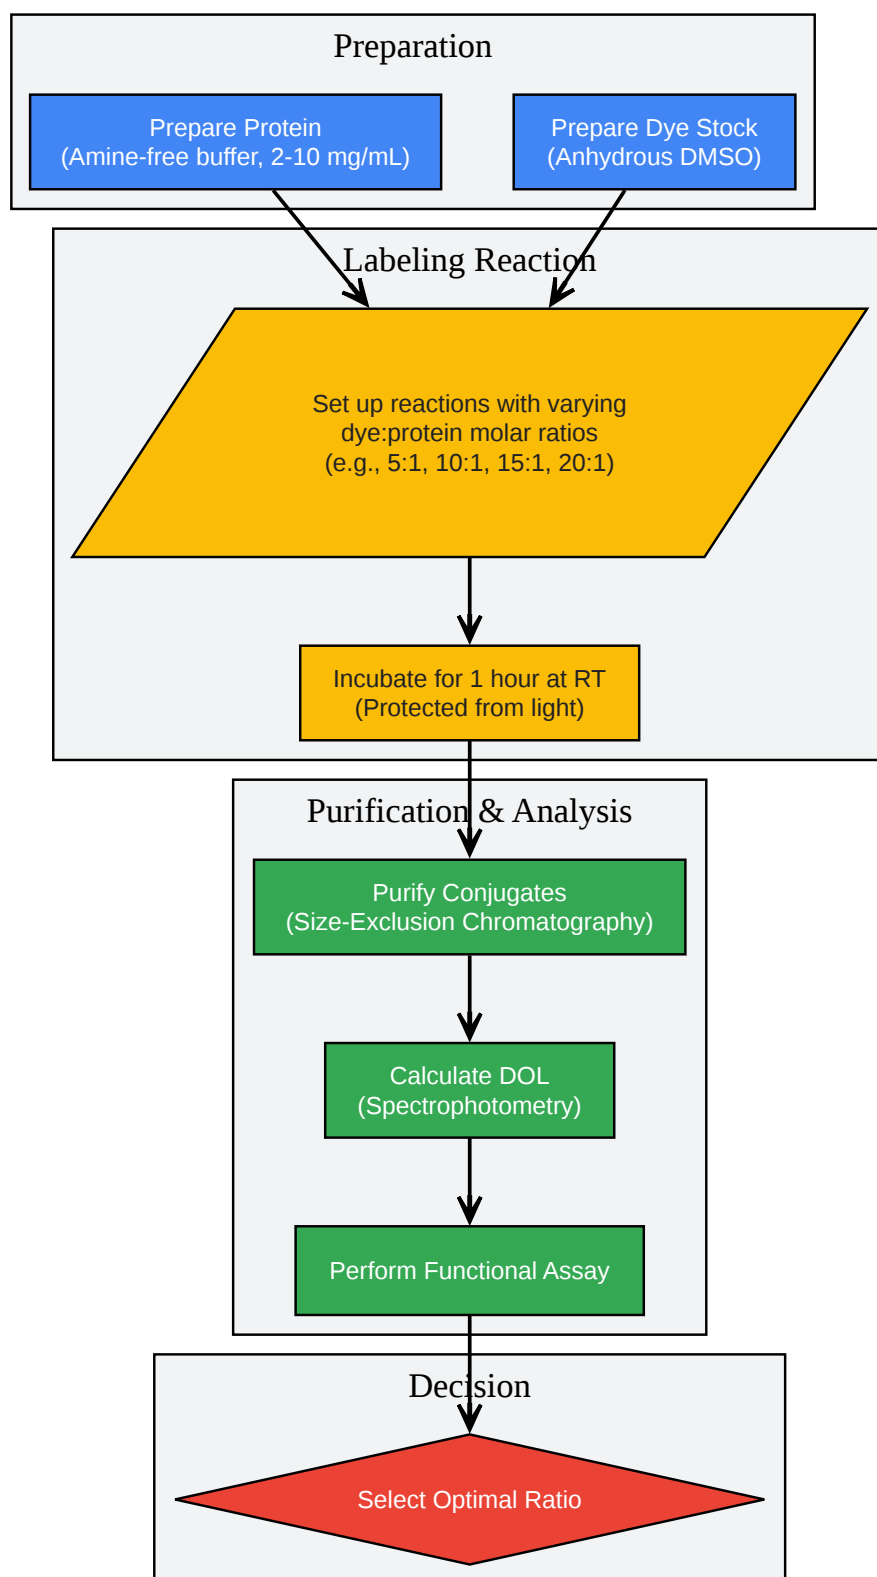 Preparation
Prepare Protein
(Amine-free buffer, 2-10 mg/mL)
Prepare Dye Stock
(Anhydrous DMSO)
Labeling Reaction
Set up reactions with varying
dye:protein molar ratios
(e.g., 5:1, 10:1, 15:1, 20:1)
Incubate for 1 hour at RT
(Protected from light)
Purification & Analysis
Purify Conjugates
(Size-Exclusion Chromatography)
Calculate DOL
(Spectrophotometry)
Perform Functional Assay
Decision
Select Optimal Ratio